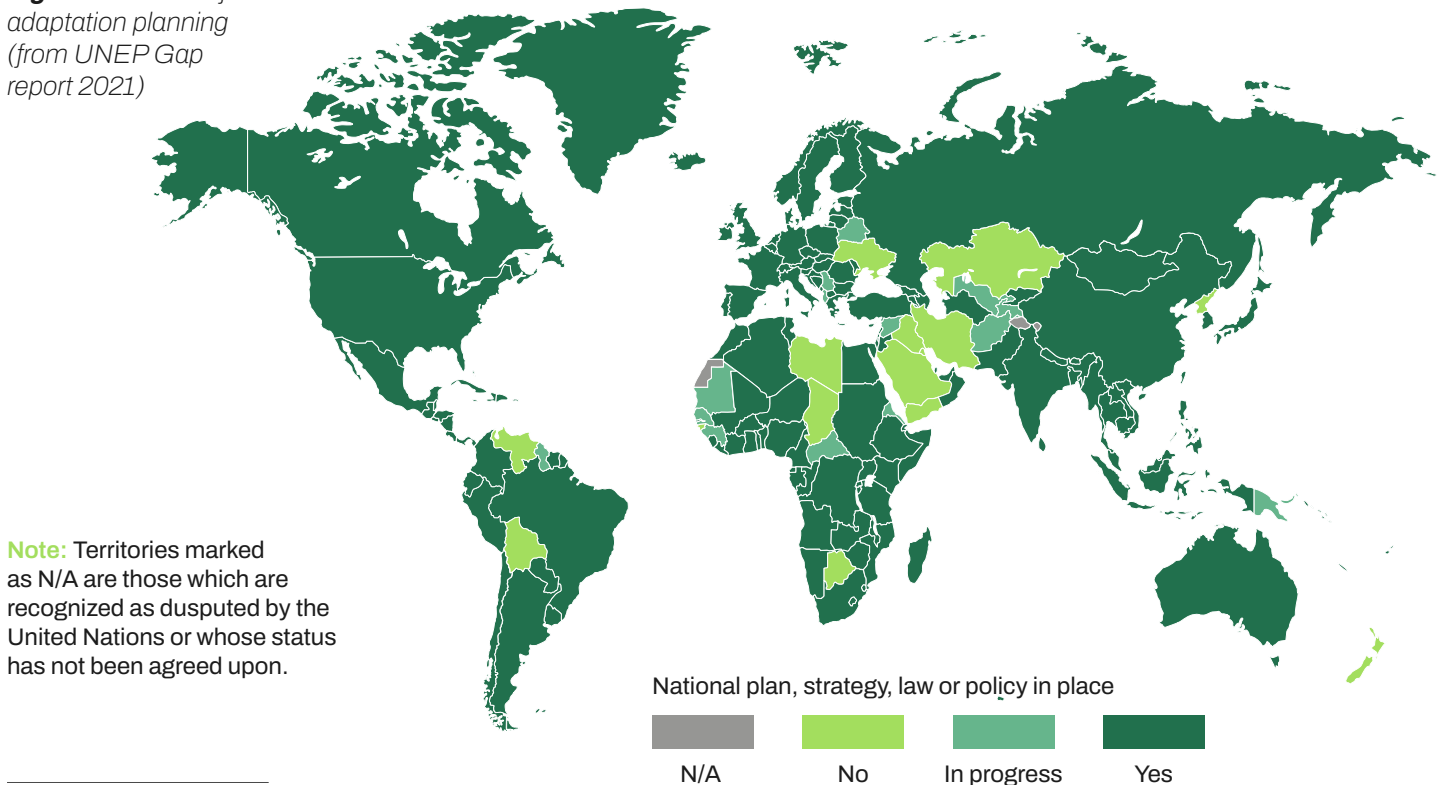 adaptation planning
(from UNEP Gap
report 2021)
Note: Territories marked
as N/A are those which are
recognized as dusputed by the
United Nations or whose status
has not been agreed upon.
National plan, strategy, law or policy in place
N/A
No
In progress
Yes